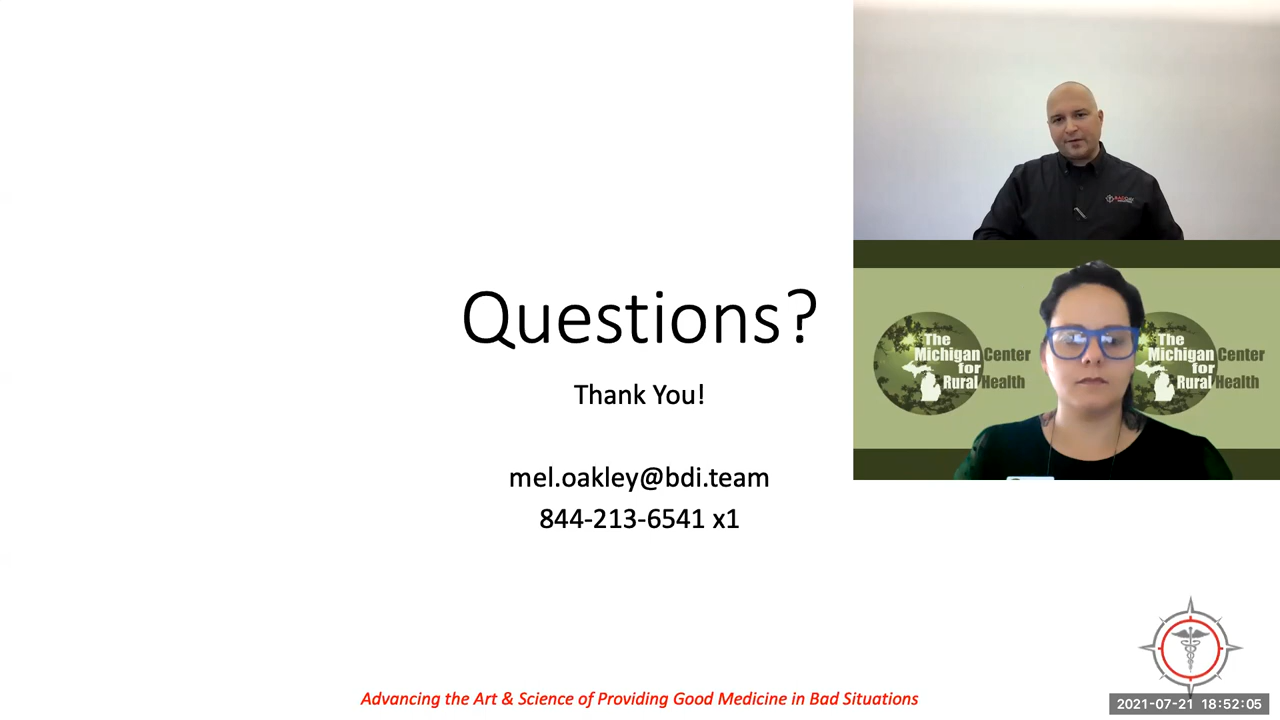 Questions?
Thank You!
mel.oakley@bdi.team
844-213-6541 x1
Advancing the Art & Science of Providing Good Medicine in Bad Situations
The
Michigan Center
for
Rural Health
The
Michigan Center
for
Rural Health
2021-07-21 18:52:05